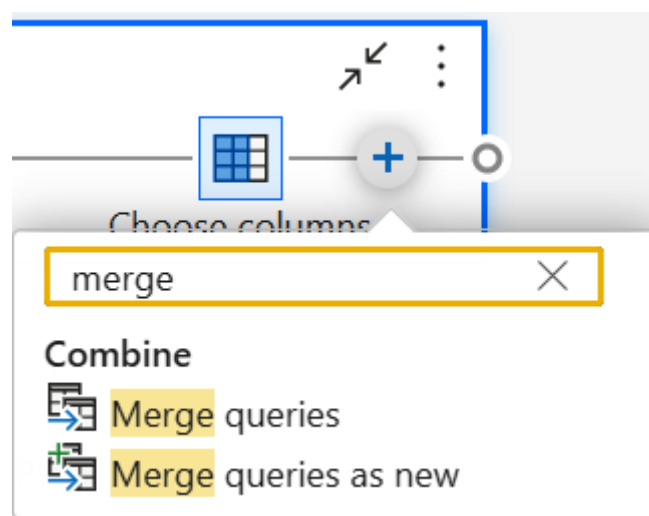 Choose columns
merge
Combine
Merge queries
Merge queries as new